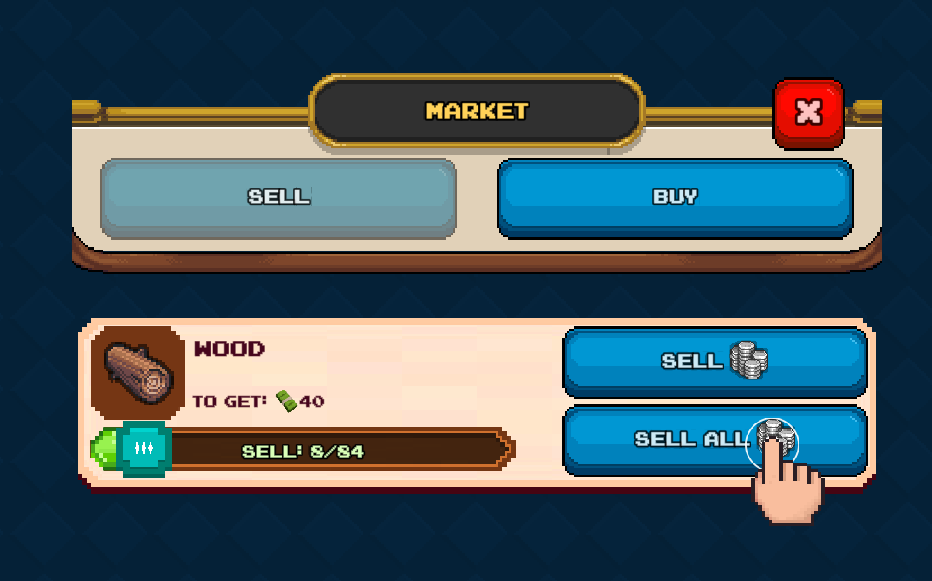 MARKET
SELL
BUY
WOOD
TO GET: 40
SELL: 8/84
SELL
SELL ALL